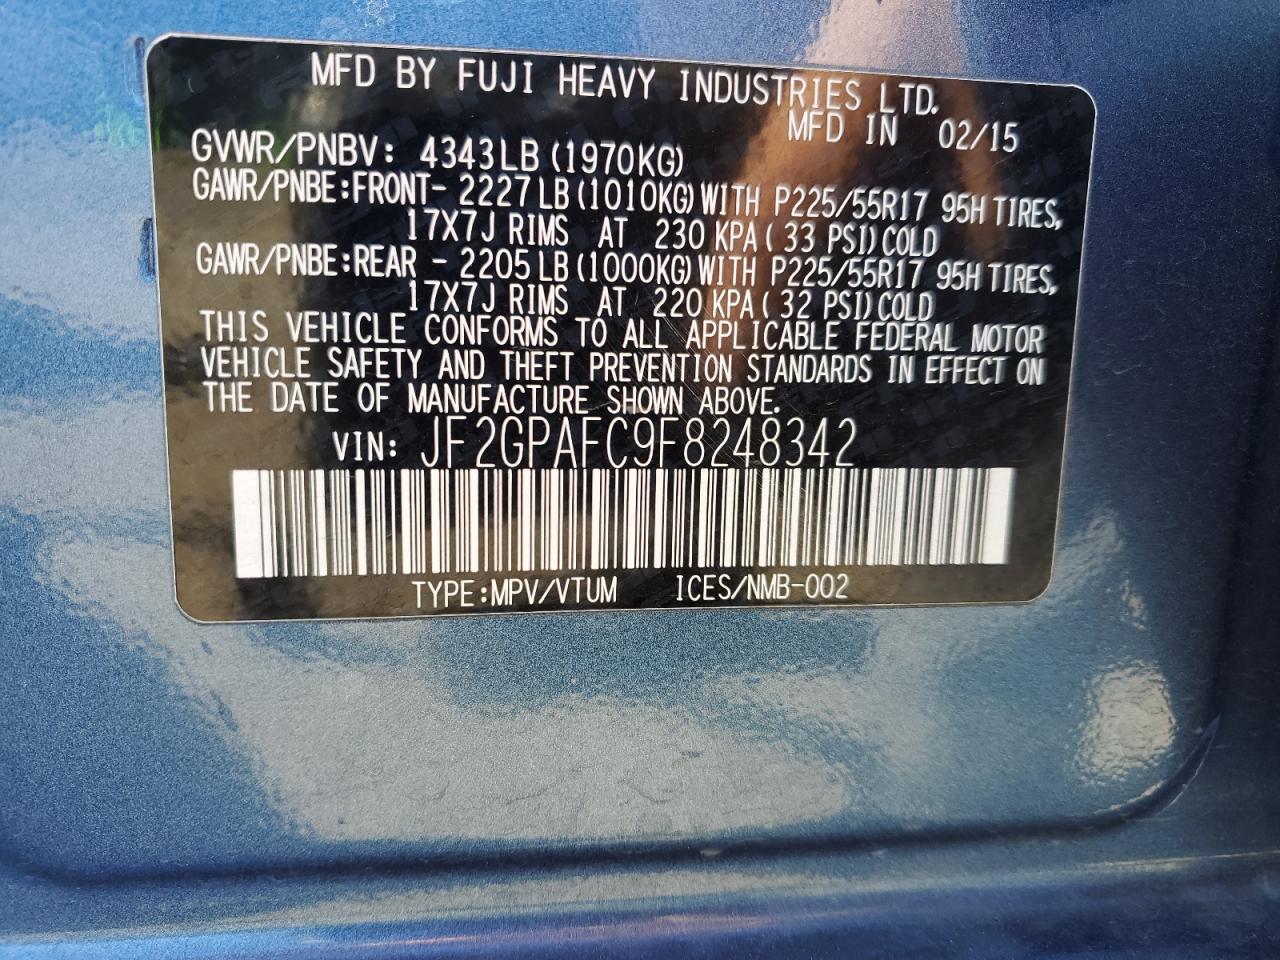 MFD BY FUJI HEAVY INDUSTRIES LTD.
MFD IN 02/15
GVWR/PNBV: 4343LB (1970KG)
GAWR/PNBE:FRONT- 2227LB (1010KG) WITH P225/55R17 95H TIRES,
17X7J RIMS AT 230 KPA( 33 PSI) COLD
GAWR/PNBE:REAR - 2205LB (1000KG) WITH P225/55R17 95H TIRES,
17X7J RIMS AT 220 KPA( 32 PSI) COLD
THIS VEHICLE CONFORMS TO ALL APPLICABLE FEDERAL MOTOR
VEHICLE SAFETY AND THEFT PREVENTION STANDARDS IN EFFECT ON
THE DATE OF MANUFACTURE SHOWN ABOVE.
VIN: JF2GPAFC9F8248342
TYPE:MPV/VTUM ICES/NMB-002